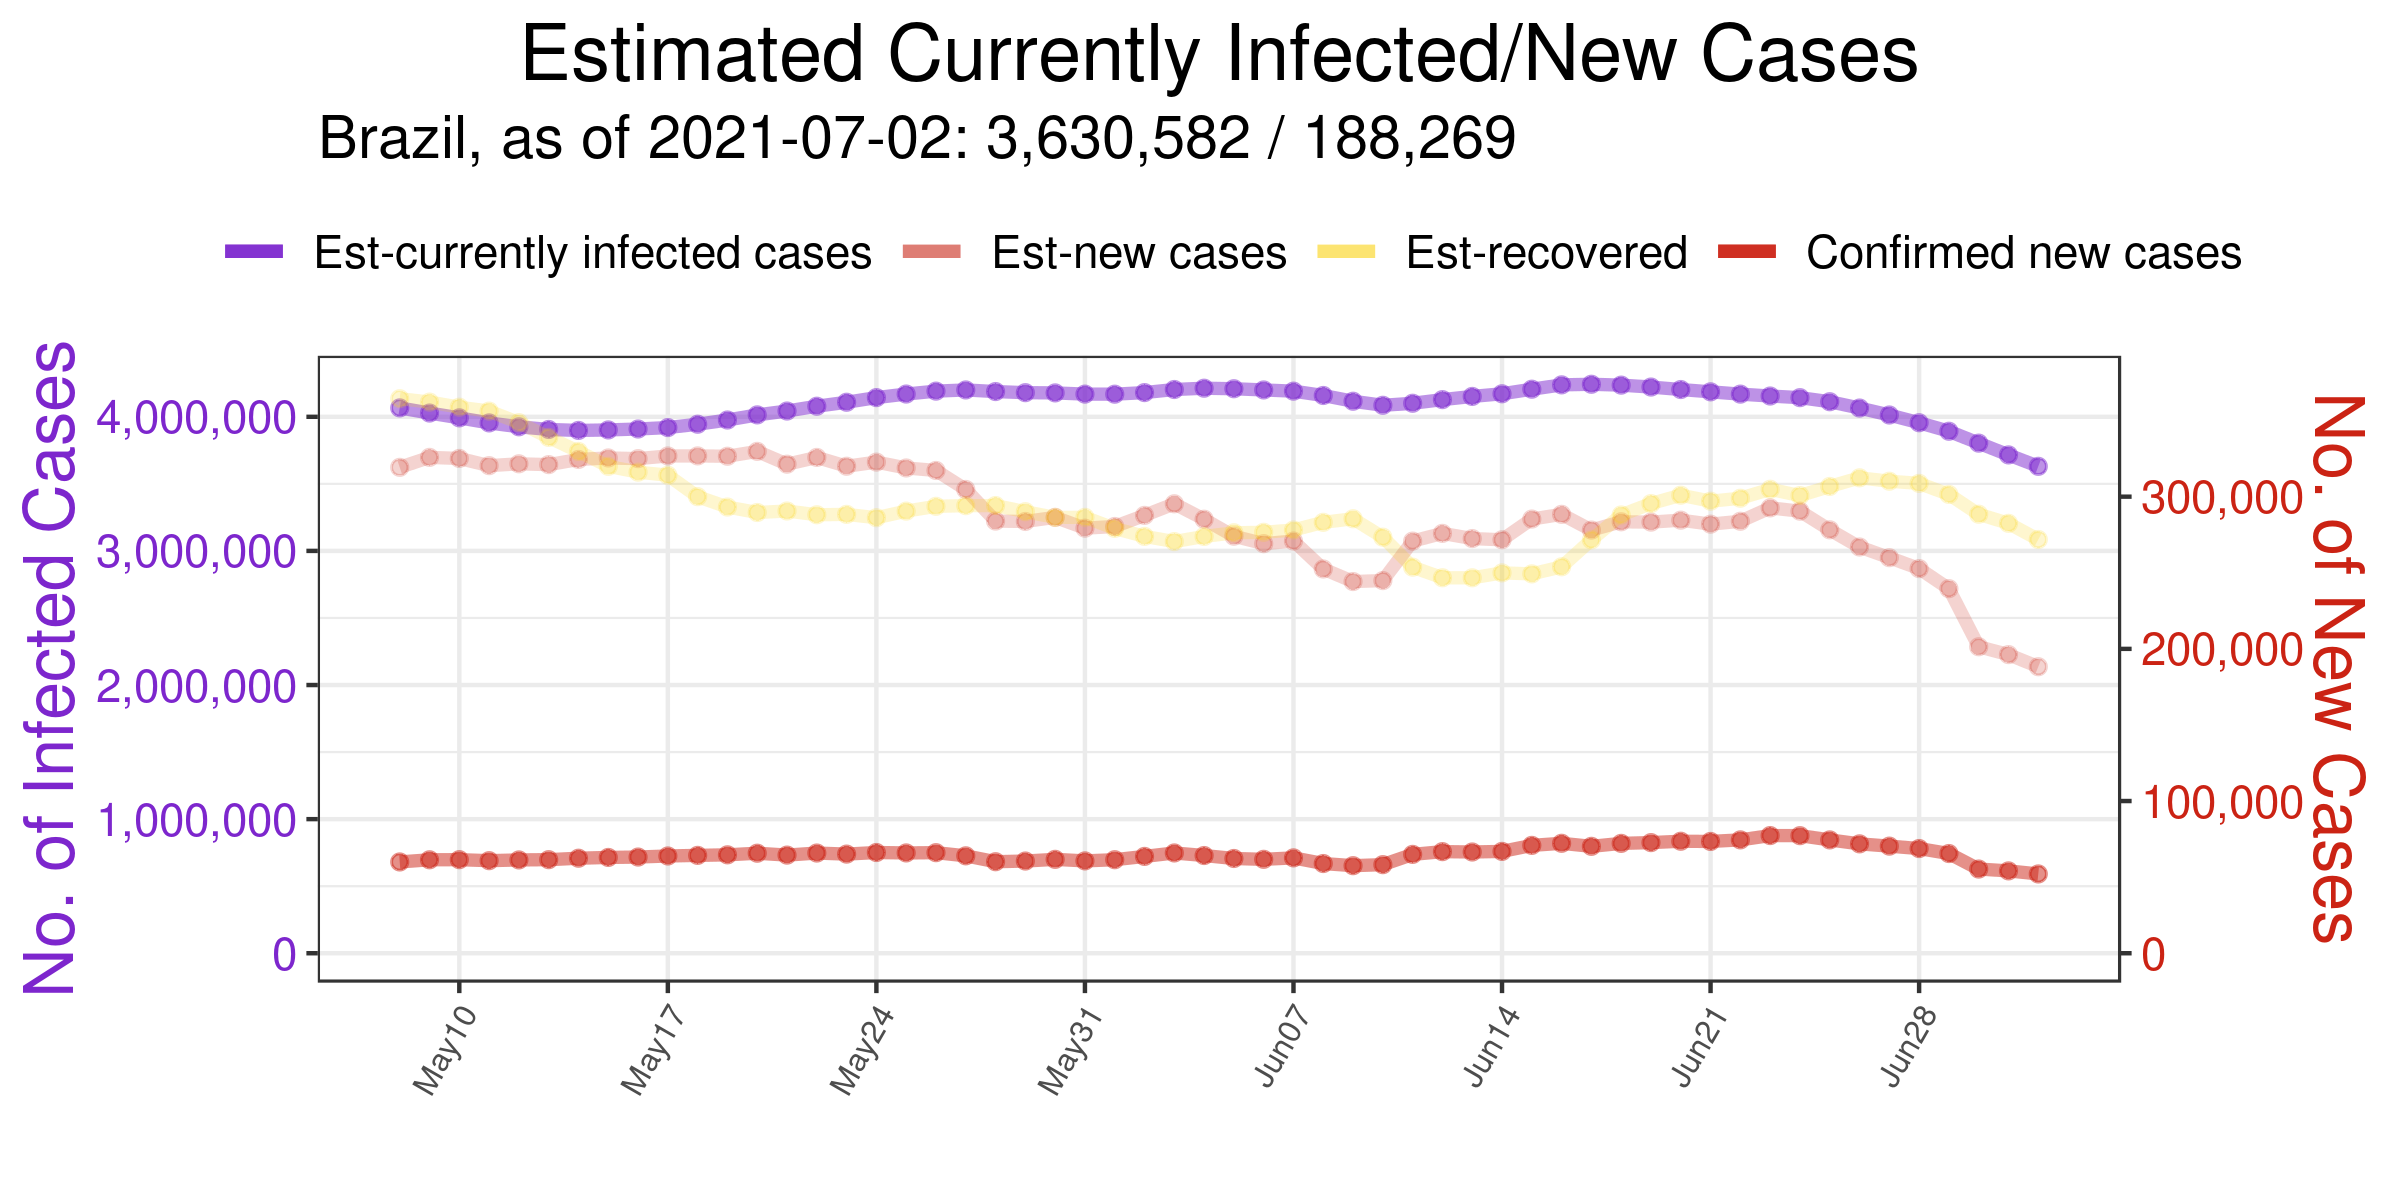 Estimated Currently Infected/New Cases
Brazil, as of 2021-07-02: 3,630,582 / 188,269
Est-currently infected cases Est-new cases Est-recovered Confirmed new cases
No. of Infected Cases
4,000,000
3,000,000
2,000,000
1,000,000
0
300,000
200,000
100,000
0
No. of New Cases
May10 May17 May24 May31 Jun07 Jun14 Jun21 Jun28